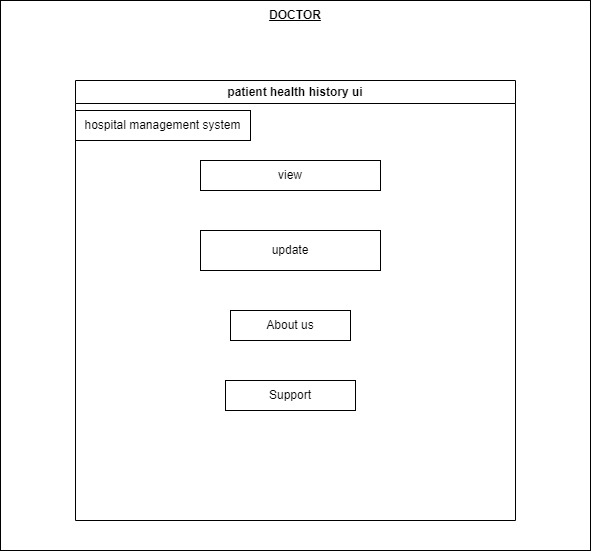 DOCTOR
patient health history ui
hospital management system
view
update
About us
Support